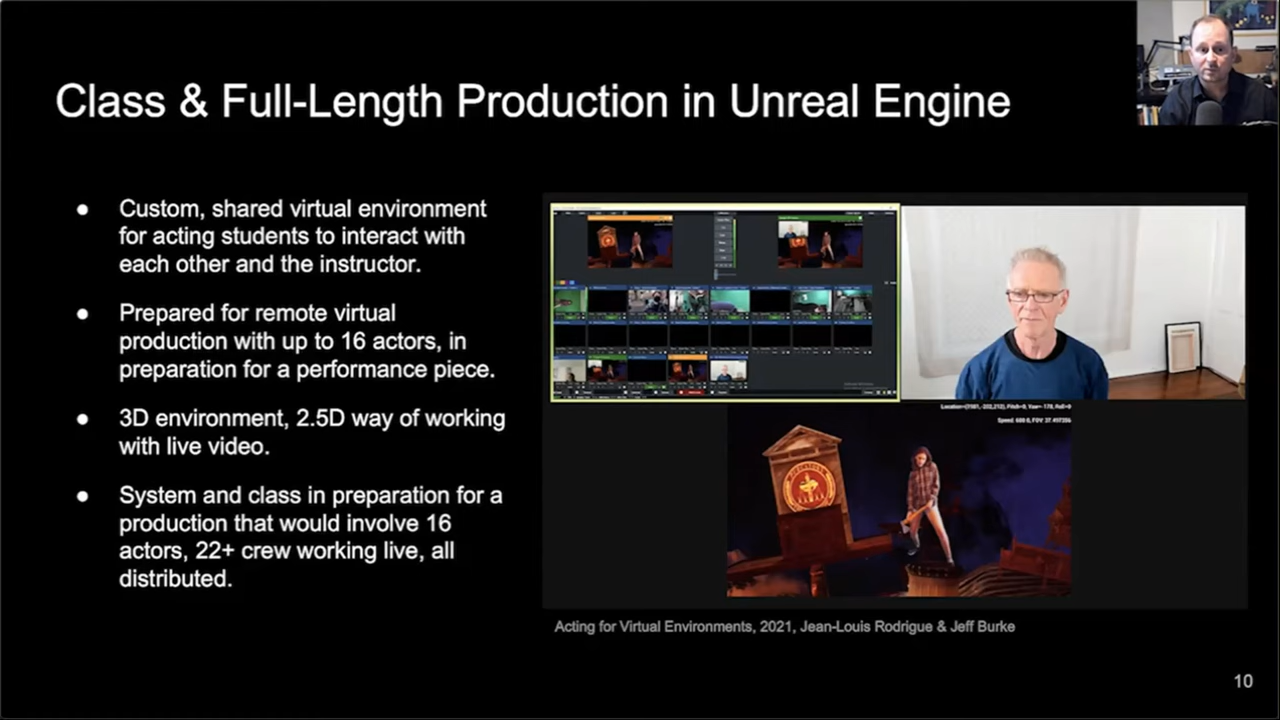 Class & Full-Length Production in Unreal Engine
● Custom, shared virtual environment
for acting students to interact with
each other and the instructor.
● Prepared for remote virtual
production with up to 16 actors, in
preparation for a performance piece.
● 3D environment, 2.5D way of working
with live video.
● System and class in preparation for a
production that would involve 16
actors, 22+ crew working live, all
distributed.
Acting for Virtual Environments, 2021, Jean-Louis Rodrigue & Jeff Burke
10